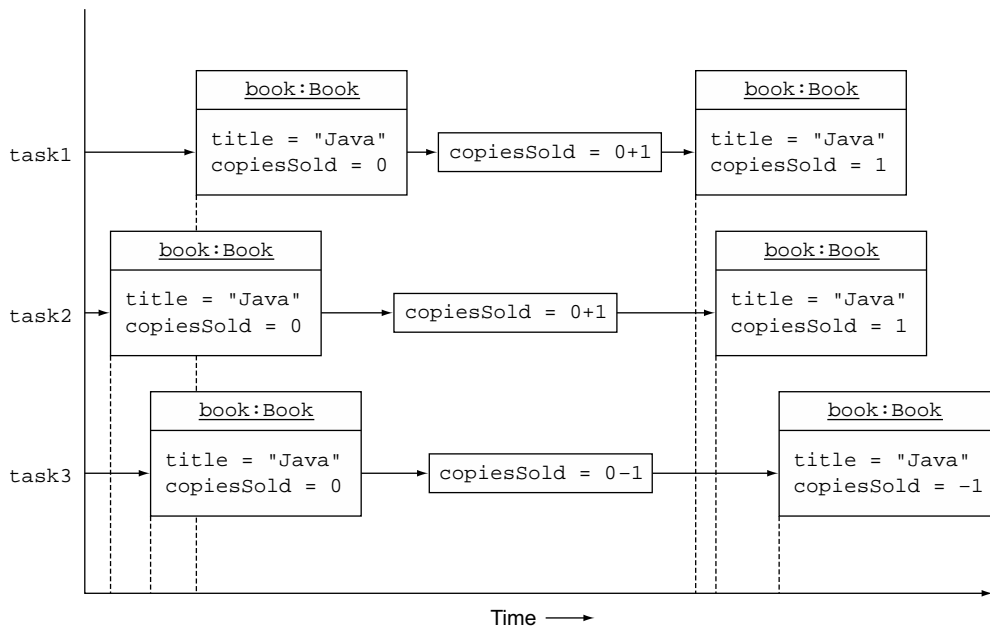 book:Book
book:Book
title = "Java"
copiesSold = 0
title = "Java"
copiesSold = 1
task1
copiesSold = 0+1
book:Book
book:Book
title = "Java"
copiesSold = 0
title = "Java"
copiesSold = 1
task2
copiesSold = 0+1
book:Book
book:Book
title = "Java"
copiesSold = 0
title = "Java"
copiesSold = −1
task3
copiesSold = 0−1
Time